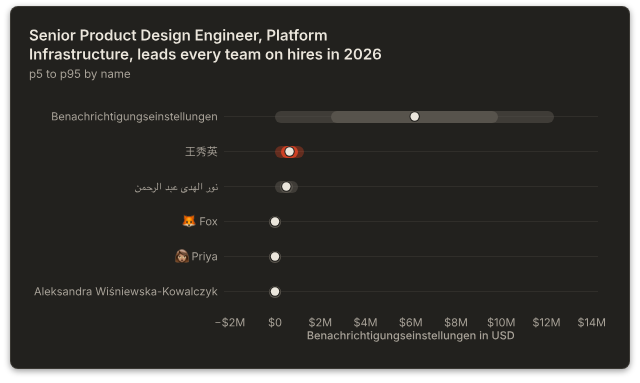 Senior Product Design Engineer, Platform
Infrastructure, leads every team on hires in 2026
p5 to p95 by name
Benachrichtigungseinstellungen
王秀英
نور الهدى عبد الرحمن
🦊 Fox
👩🏽 Priya
Aleksandra Wiśniewska-Kowalczyk
−$2M $0 $2M $4M $6M $8M $10M $12M $14M
Benachrichtigungseinstellungen in USD